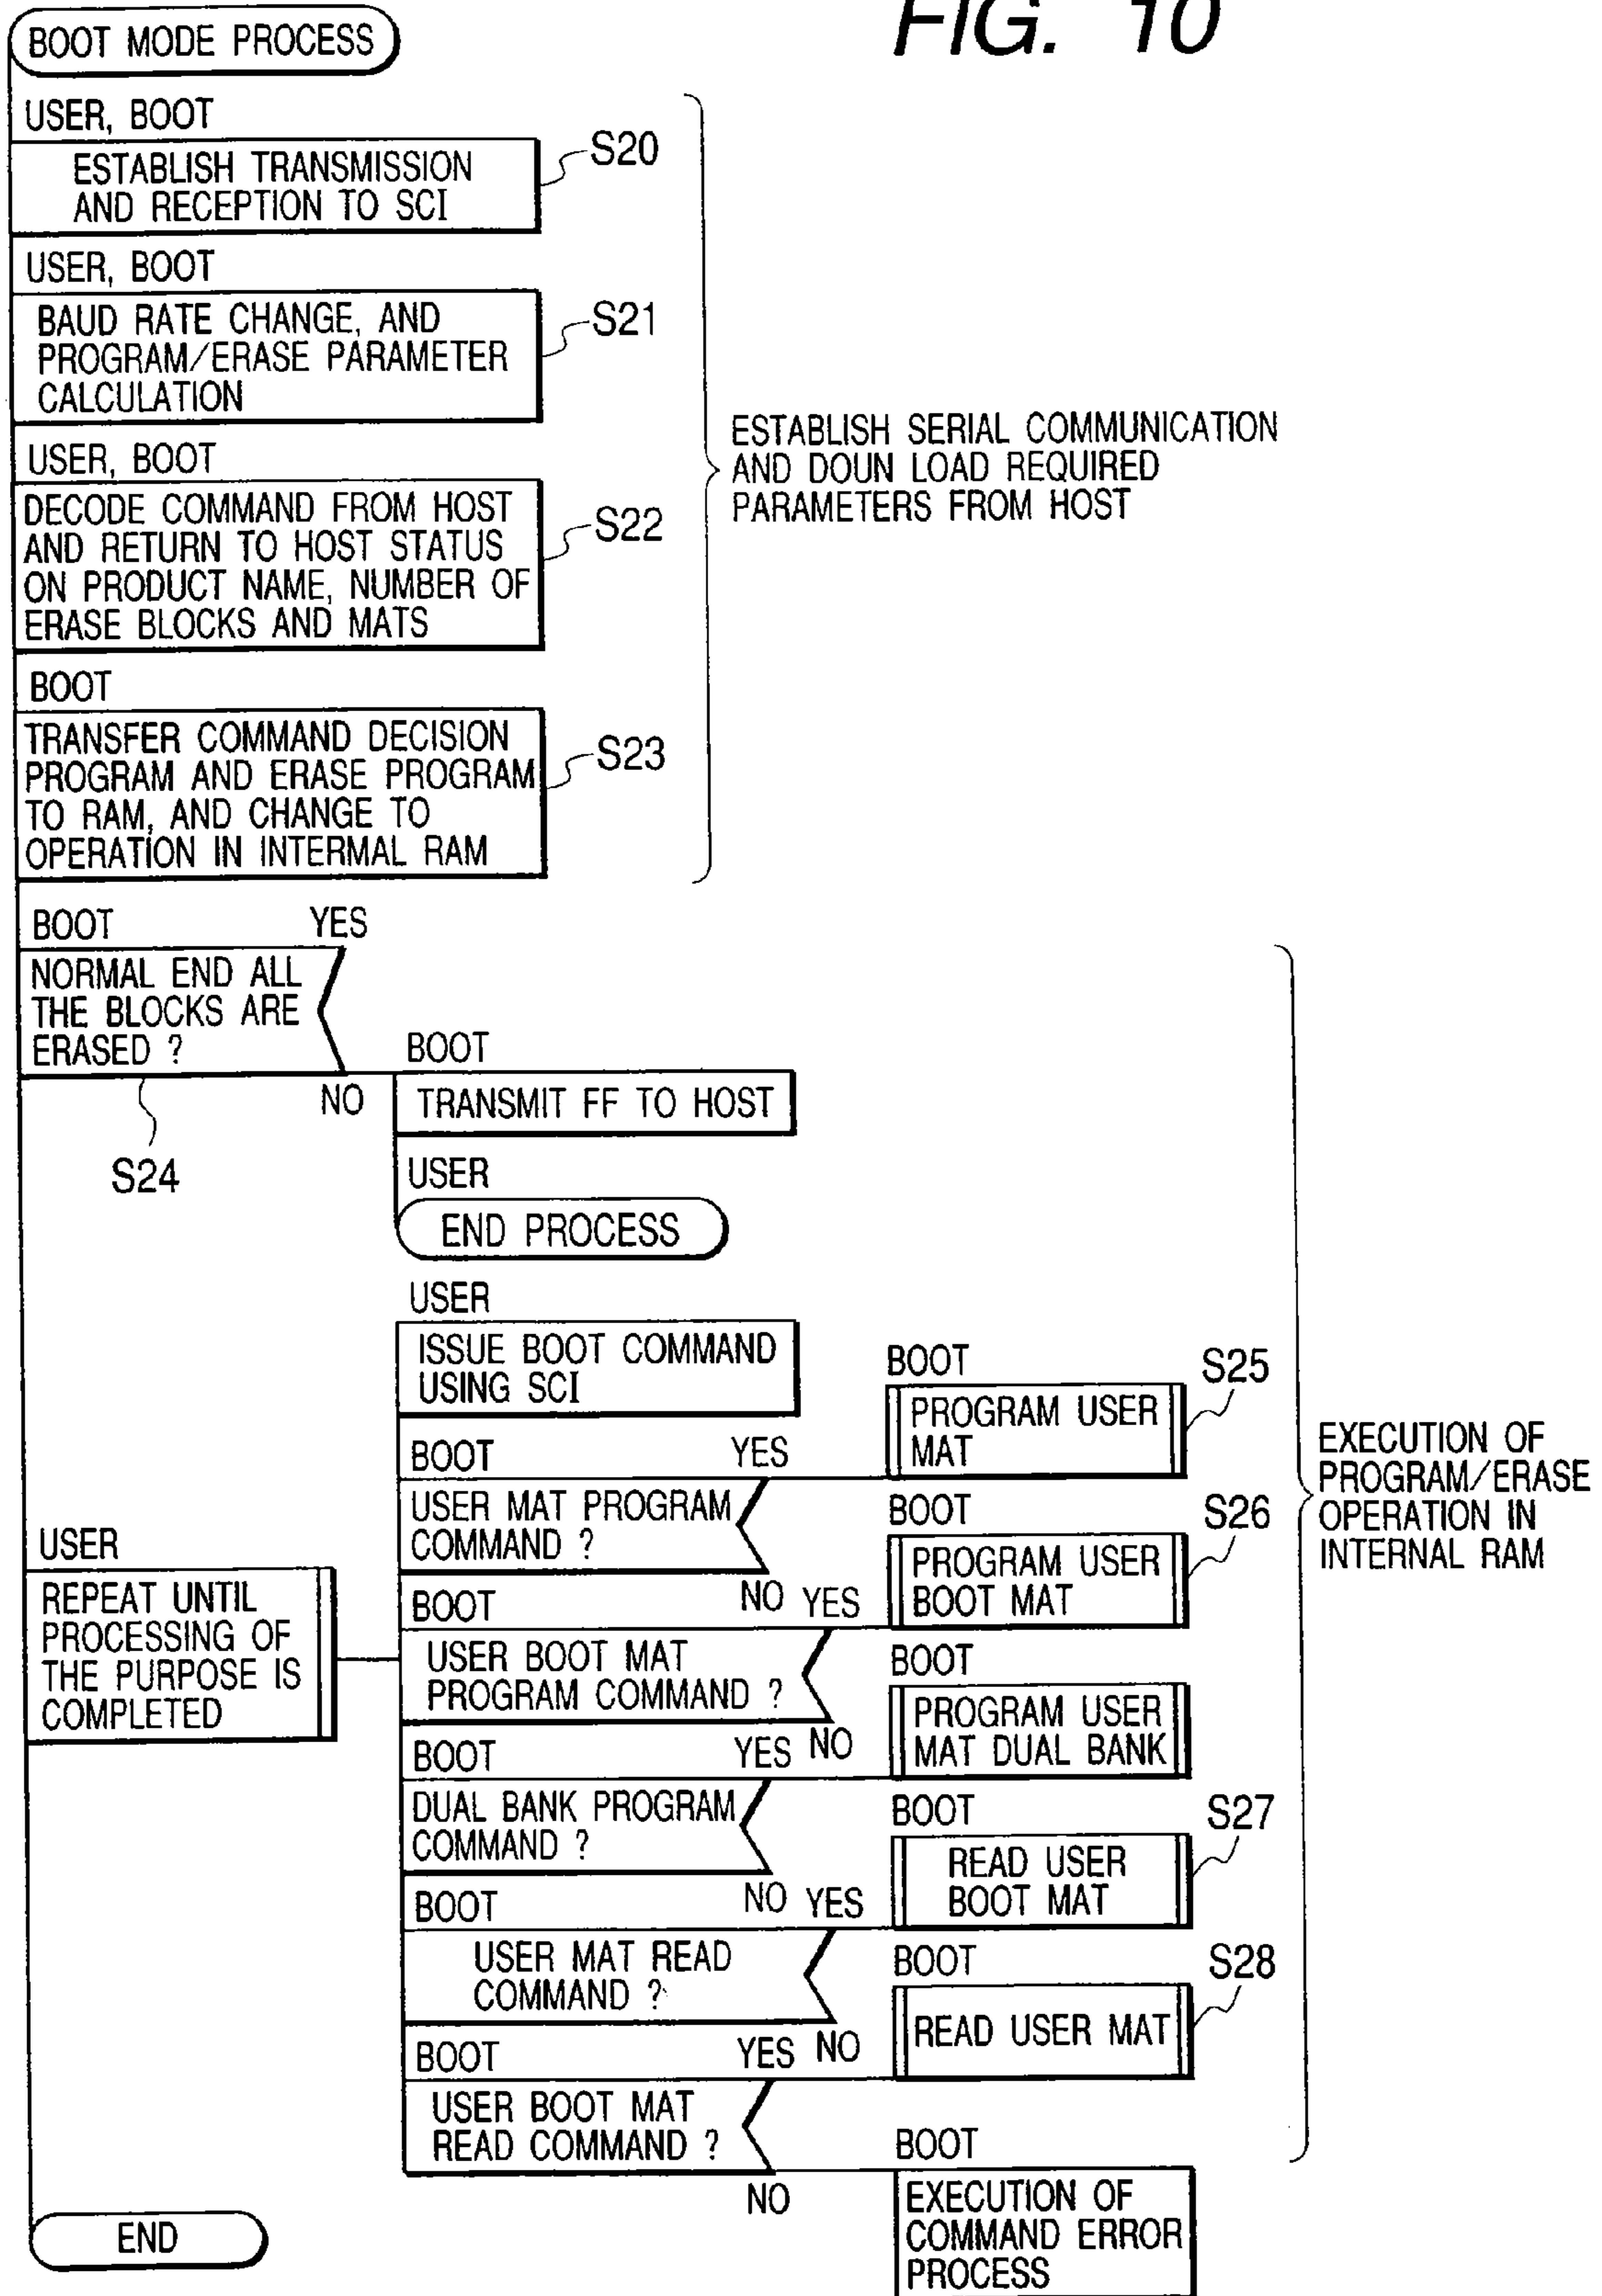 FIG. 10
BOOT MODE PROCESS
USER, BOOT
ESTABLISH TRANSMISSION
AND RECEPTION TO SCI
S20
USER, BOOT
BAUD RATE CHANGE, AND
PROGRAM/ERASE PARAMETER
CALCULATION
S21
USER, BOOT
DECODE COMMAND FROM HOST
AND RETURN TO HOST STATUS
ON PRODUCT NAME, NUMBER OF
ERASE BLOCKS AND MATS
S22
BOOT
TRANSFER COMMAND DECISION
PROGRAM AND ERASE PROGRAM
TO RAM, AND CHANGE TO
OPERATION IN INTERMAL RAM
S23
ESTABLISH SERIAL COMMUNICATION
AND DOUN LOAD REQUIRED
PARAMETERS FROM HOST
BOOT YES
NORMAL END ALL
THE BLOCKS ARE
ERASED ?
NO
S24
BOOT
TRANSMIT FF TO HOST
USER
END PROCESS
USER
REPEAT UNTIL
PROCESSING OF
THE PURPOSE IS
COMPLETED
USER
ISSUE BOOT COMMAND
USING SCI
BOOT YES
USER MAT PROGRAM
COMMAND ?
NO
BOOT
PROGRAM USER
MAT
S25
BOOT YES
USER BOOT MAT
PROGRAM COMMAND ?
NO
BOOT
PROGRAM USER
BOOT MAT
S26
BOOT YES
DUAL BANK PROGRAM
COMMAND ?
NO
BOOT
PROGRAM USER
MAT DUAL BANK
BOOT YES
USER MAT READ
COMMAND ?
NO
BOOT
READ USER
BOOT MAT
S27
BOOT YES
USER BOOT MAT
READ COMMAND ?
NO
BOOT
READ USER MAT
S28
BOOT
EXECUTION OF
COMMAND ERROR
PROCESS
EXECUTION OF
PROGRAM/ERASE
OPERATION IN
INTERNAL RAM
END